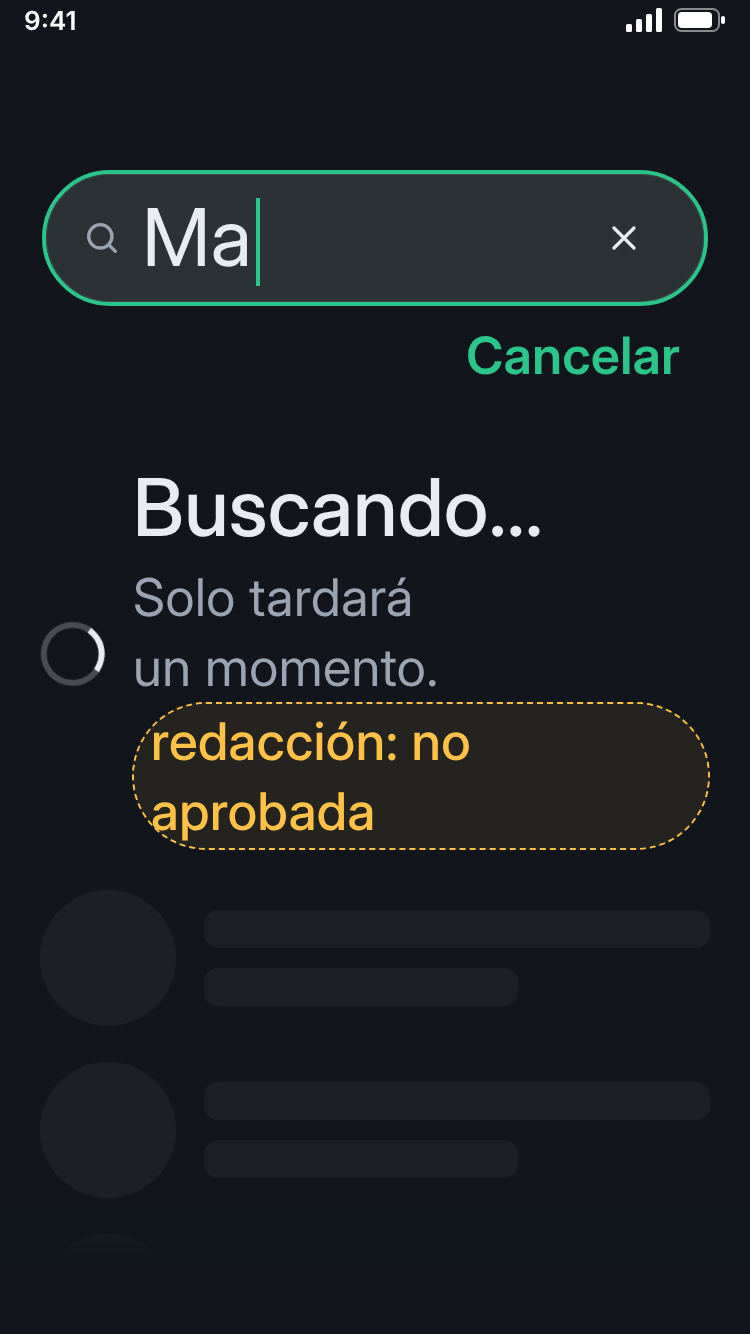 9:41
Ma
Cancelar
Buscando...
Solo tardará
un momento.
redacción: no
aprobada